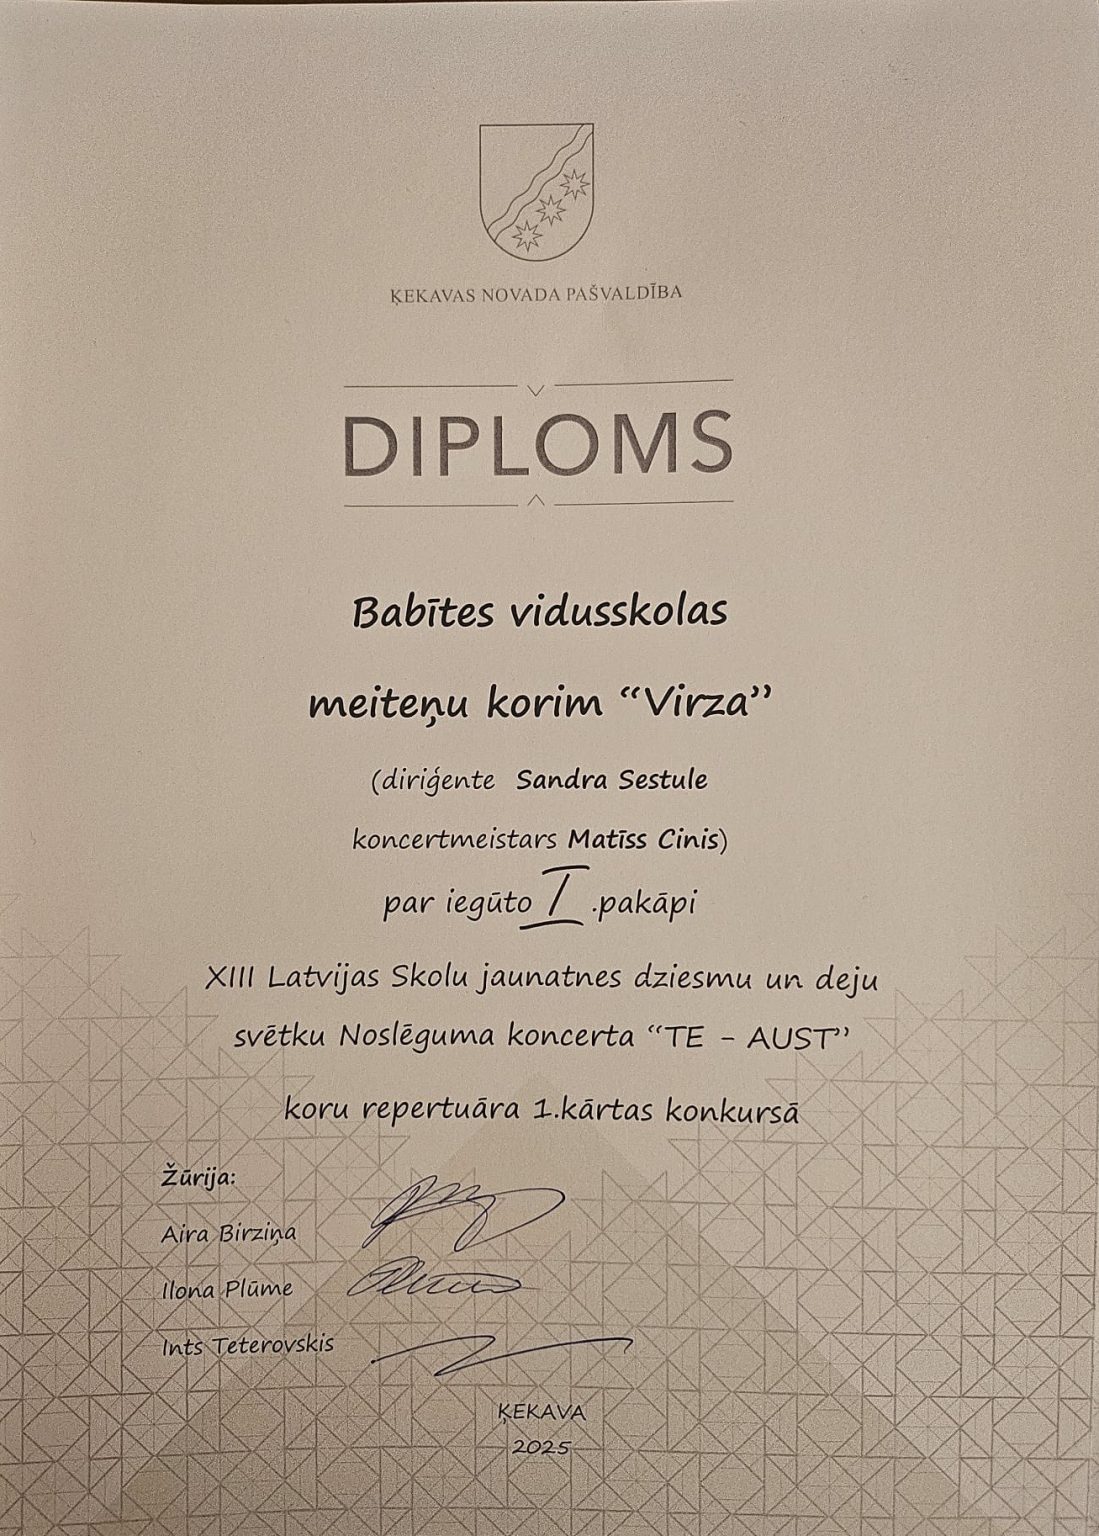 ĶEKAVAS NOVADA PAŠVALDĪBA
DIPLOMS
Babītes vidusskolas
meiteņu korim “Virza”
(diriģente Sandra Sestule
koncertmeistars Matīss Cinis)
par iegūto I .pakāpi
XIII Latvijas Skolu jaunatnes dziesmu un deju
svētku Noslēguma koncerta “TE - AUST”
koru repertuāra 1.kārtas konkursā
Žūrija:
Aira Birziņa
Ilona Plūme
Ints Teterovskis
ĶEKAVA
2025